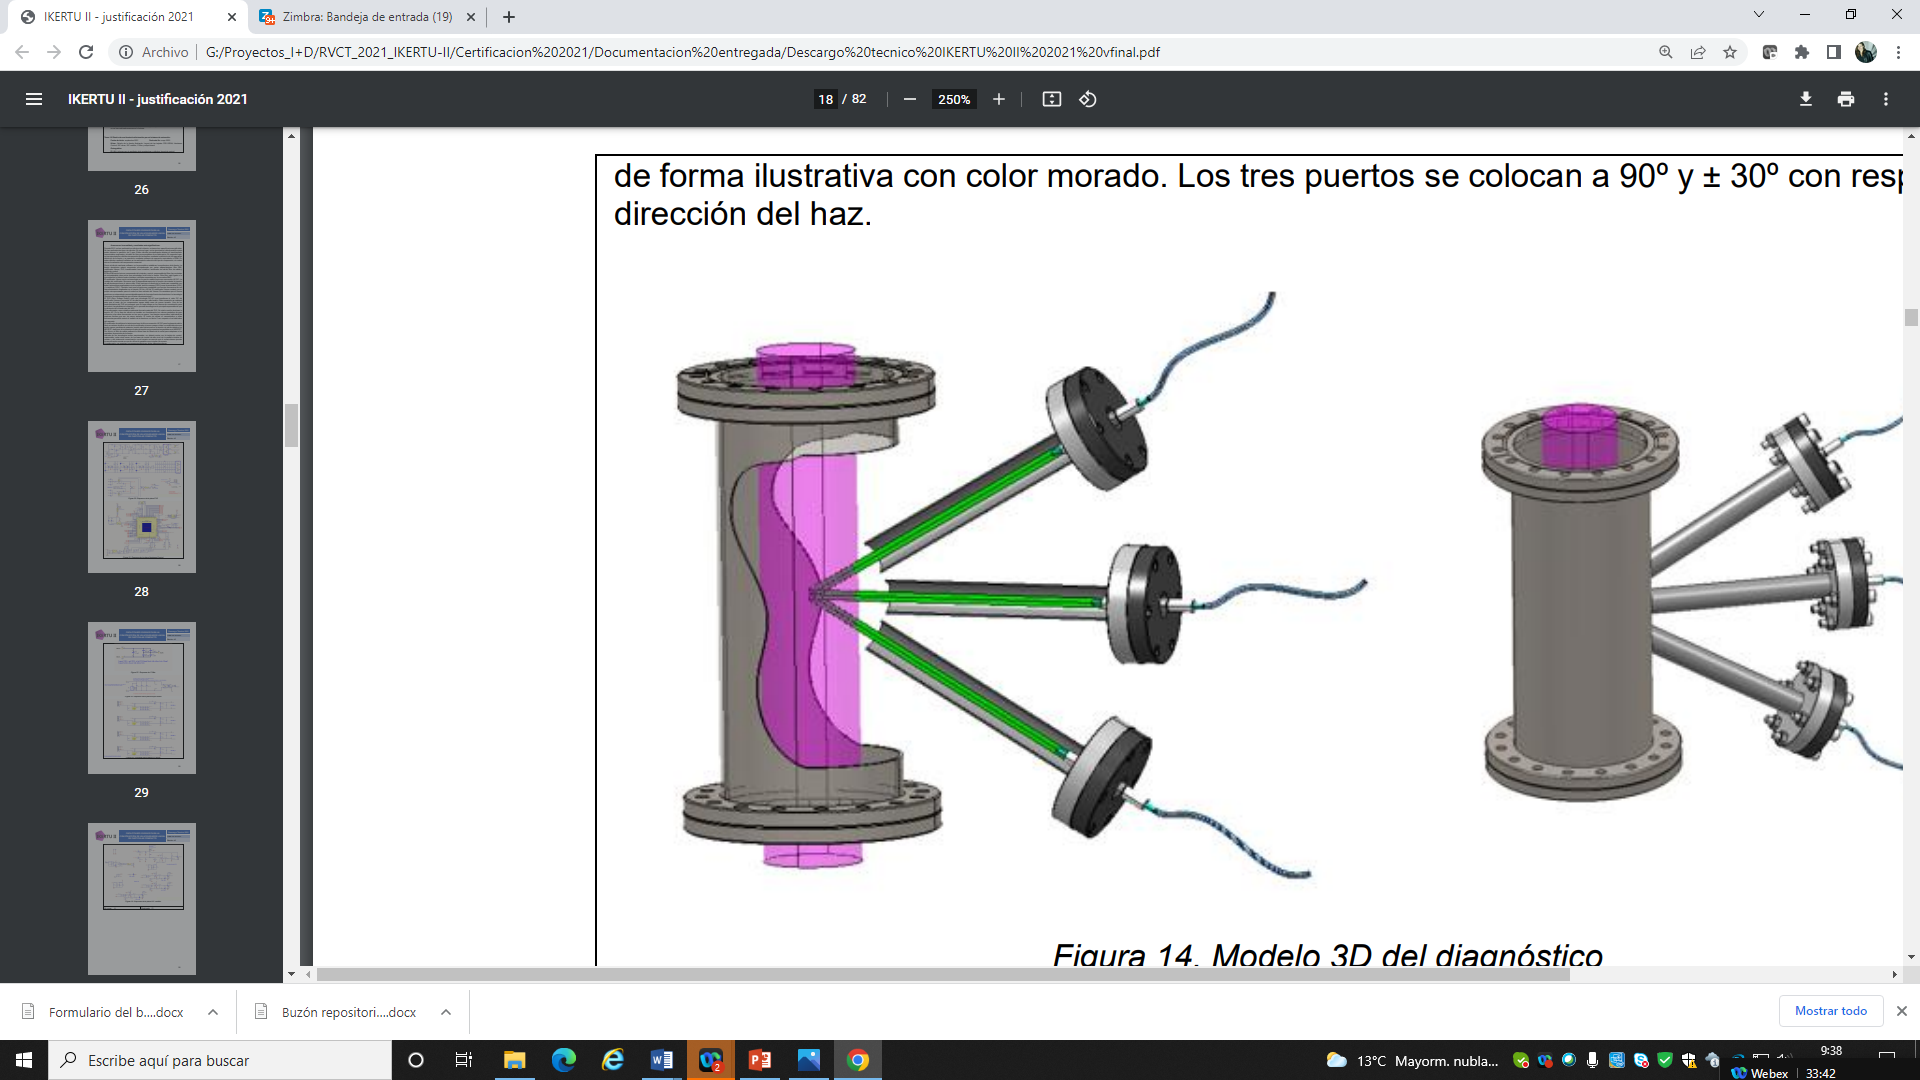 IKERTU II - justificación 2021
Zimbra: Bandeja de entrada (19)
Archivo
G:/Proyectos_I+D/RVCT_2021_IKERTU-II/Certificacion%202021/Documentacion%20entregada/Descargo%20tecnico%20IKERTU%20II%202021%20vfinal.pdf
IKERTU II - justificación 2021
18 / 82
250%
26
27
28
29
de forma ilustrativa con color morado. Los tres puertos se colocan a 90º y ± 30º con resp
dirección del haz.
Figura 14. Modelo 3D del diagnóstico
Formulario del b....docx
Buzón repositori....docx
Mostrar todo
Escribe aquí para buscar
13°C Mayorm. nubla...
9:38
Webex
33:42